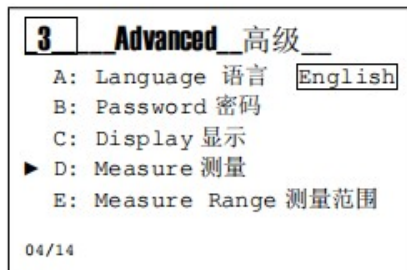 3 Advanced 高级
A: Language 语言 English
B: Password 密码
C: Display 显示
► D: Measure 测量
E: Measure Range 测量范围
04/14